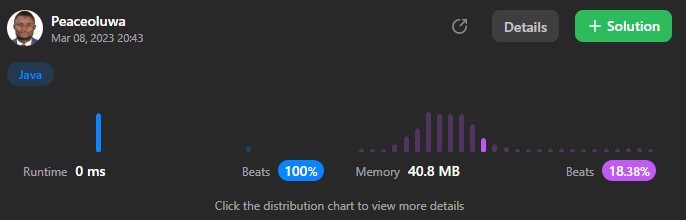 Peaceoluwa
Mar 08, 2023 20:43
Details
+ Solution
Java
Runtime 0 ms
Beats 100%
Memory 40.8 MB
Beats 18.38%
Click the distribution chart to view more details